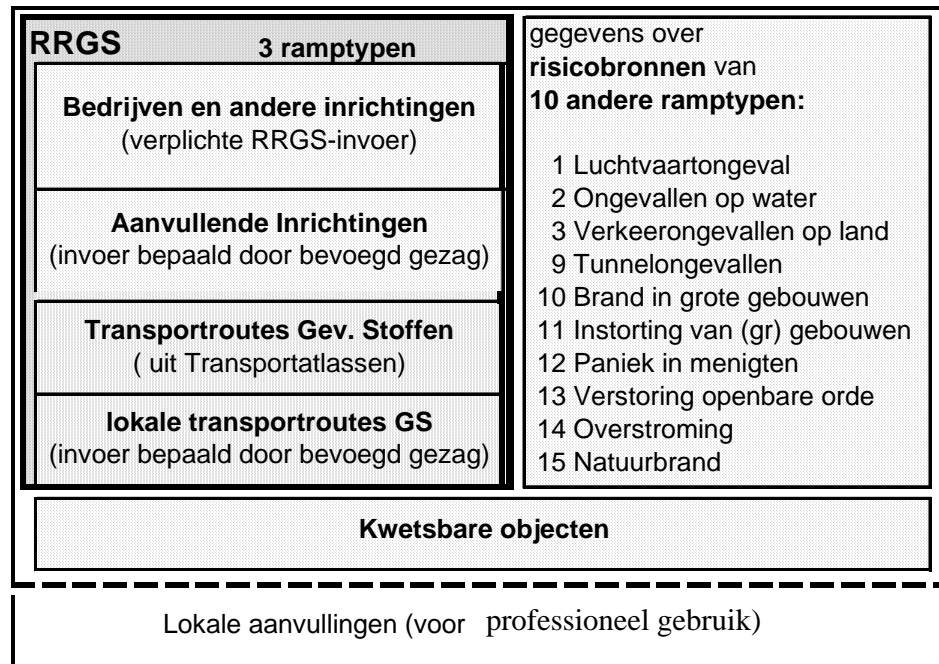 RRGS 3 ramptypen
Bedrijven en andere inrichtingen
(verplichte RRGS-invoer)
Aanvullende Inrichtingen
(invoer bepaald door bevoegd gezag)
Transportroutes Gev. Stoffen
( uit Transportatlassen)
lokale transportroutes GS
(invoer bepaald door bevoegd gezag)
gegevens over
risicobronnen van
10 andere ramptypen:
1 Luchtvaartongeval
2 Ongevallen op water
3 Verkeerongevallen op land
9 Tunnelongevallen
10 Brand in grote gebouwen
11 Instorting van (gr) gebouwen
12 Paniek in menigten
13 Verstoring openbare orde
14 Overstroming
15 Natuurbrand
Kwetsbare objecten
Lokale aanvullingen (voor professioneel gebruik)